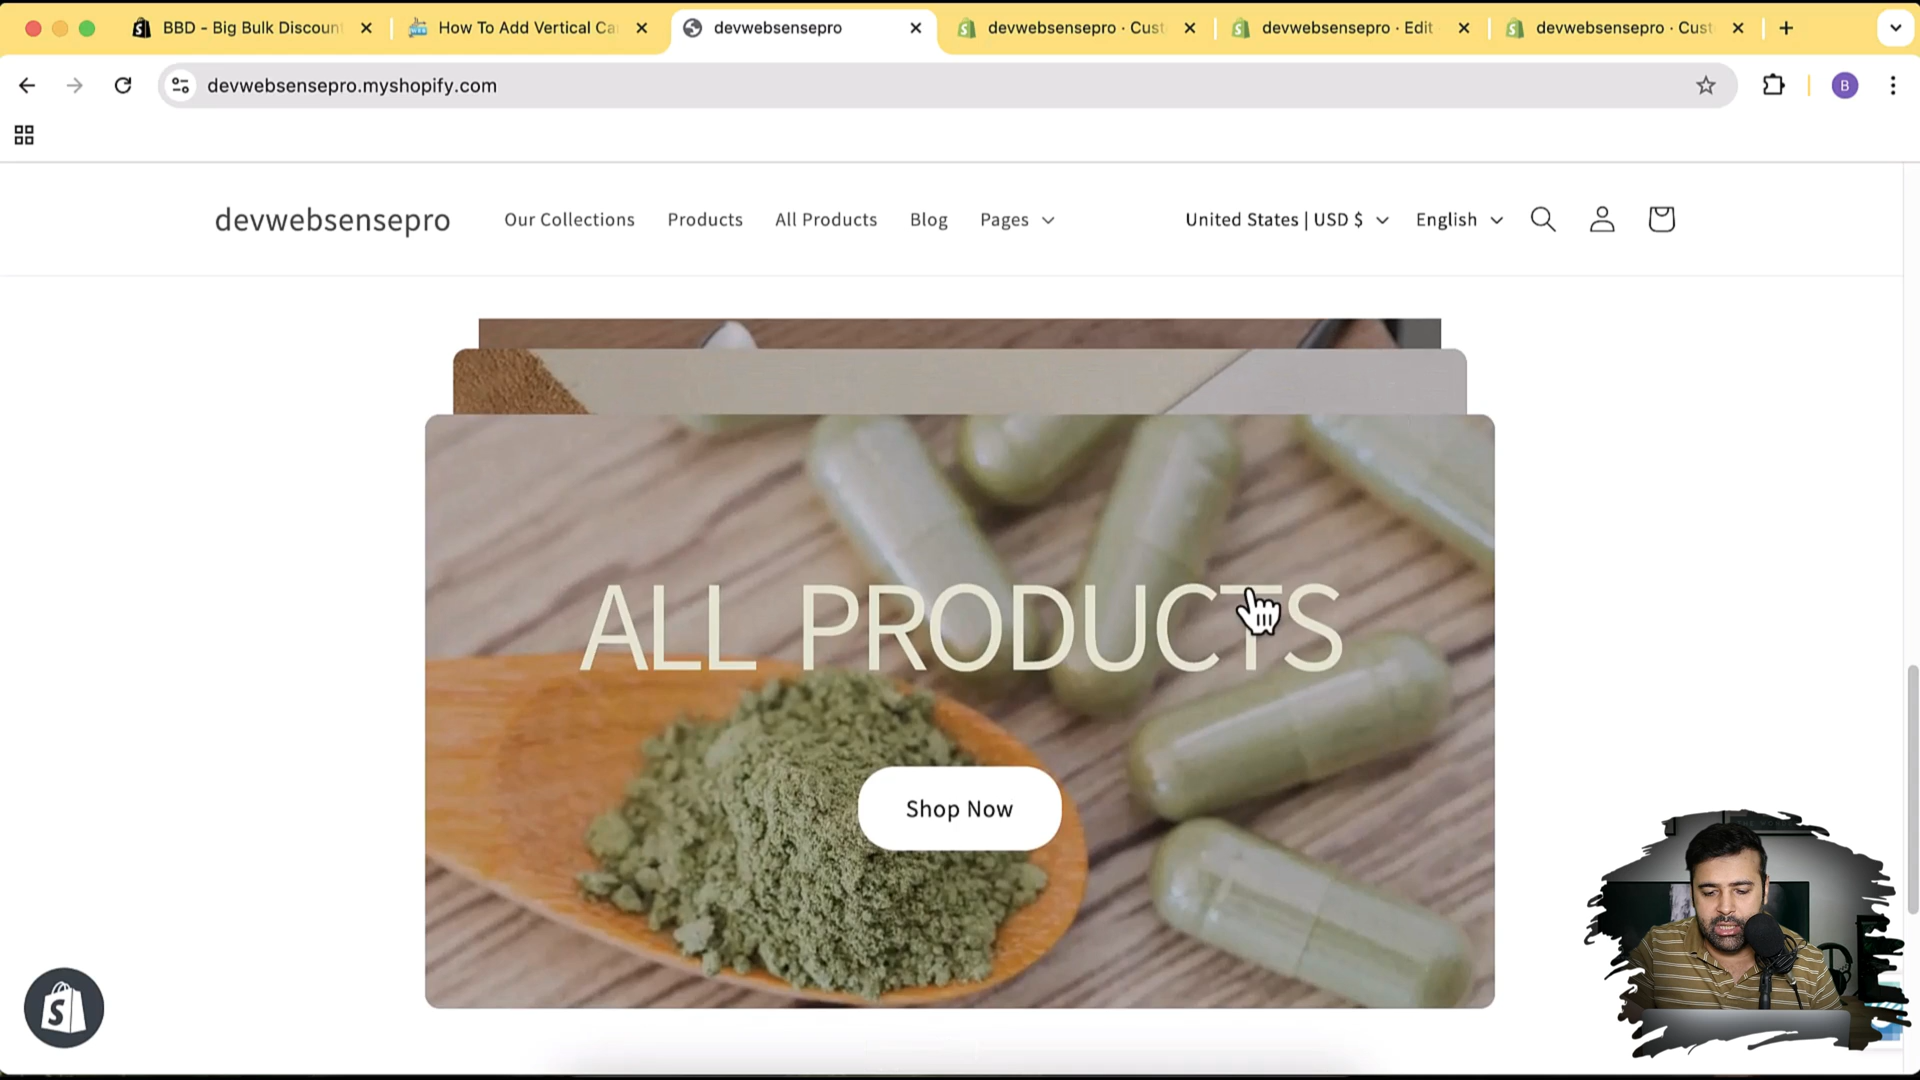 BBD - Big Bulk Discount
How To Add Vertical Ca
devwebsensepro
devwebsensepro · Cust
devwebsensepro · Edit
devwebsensepro · Cust
devwebsensepro.myshopify.com
B
devwebsensepro
Our Collections
Products
All Products
Blog
Pages
United States | USD $
English
ALL PRODUCTS
Shop Now